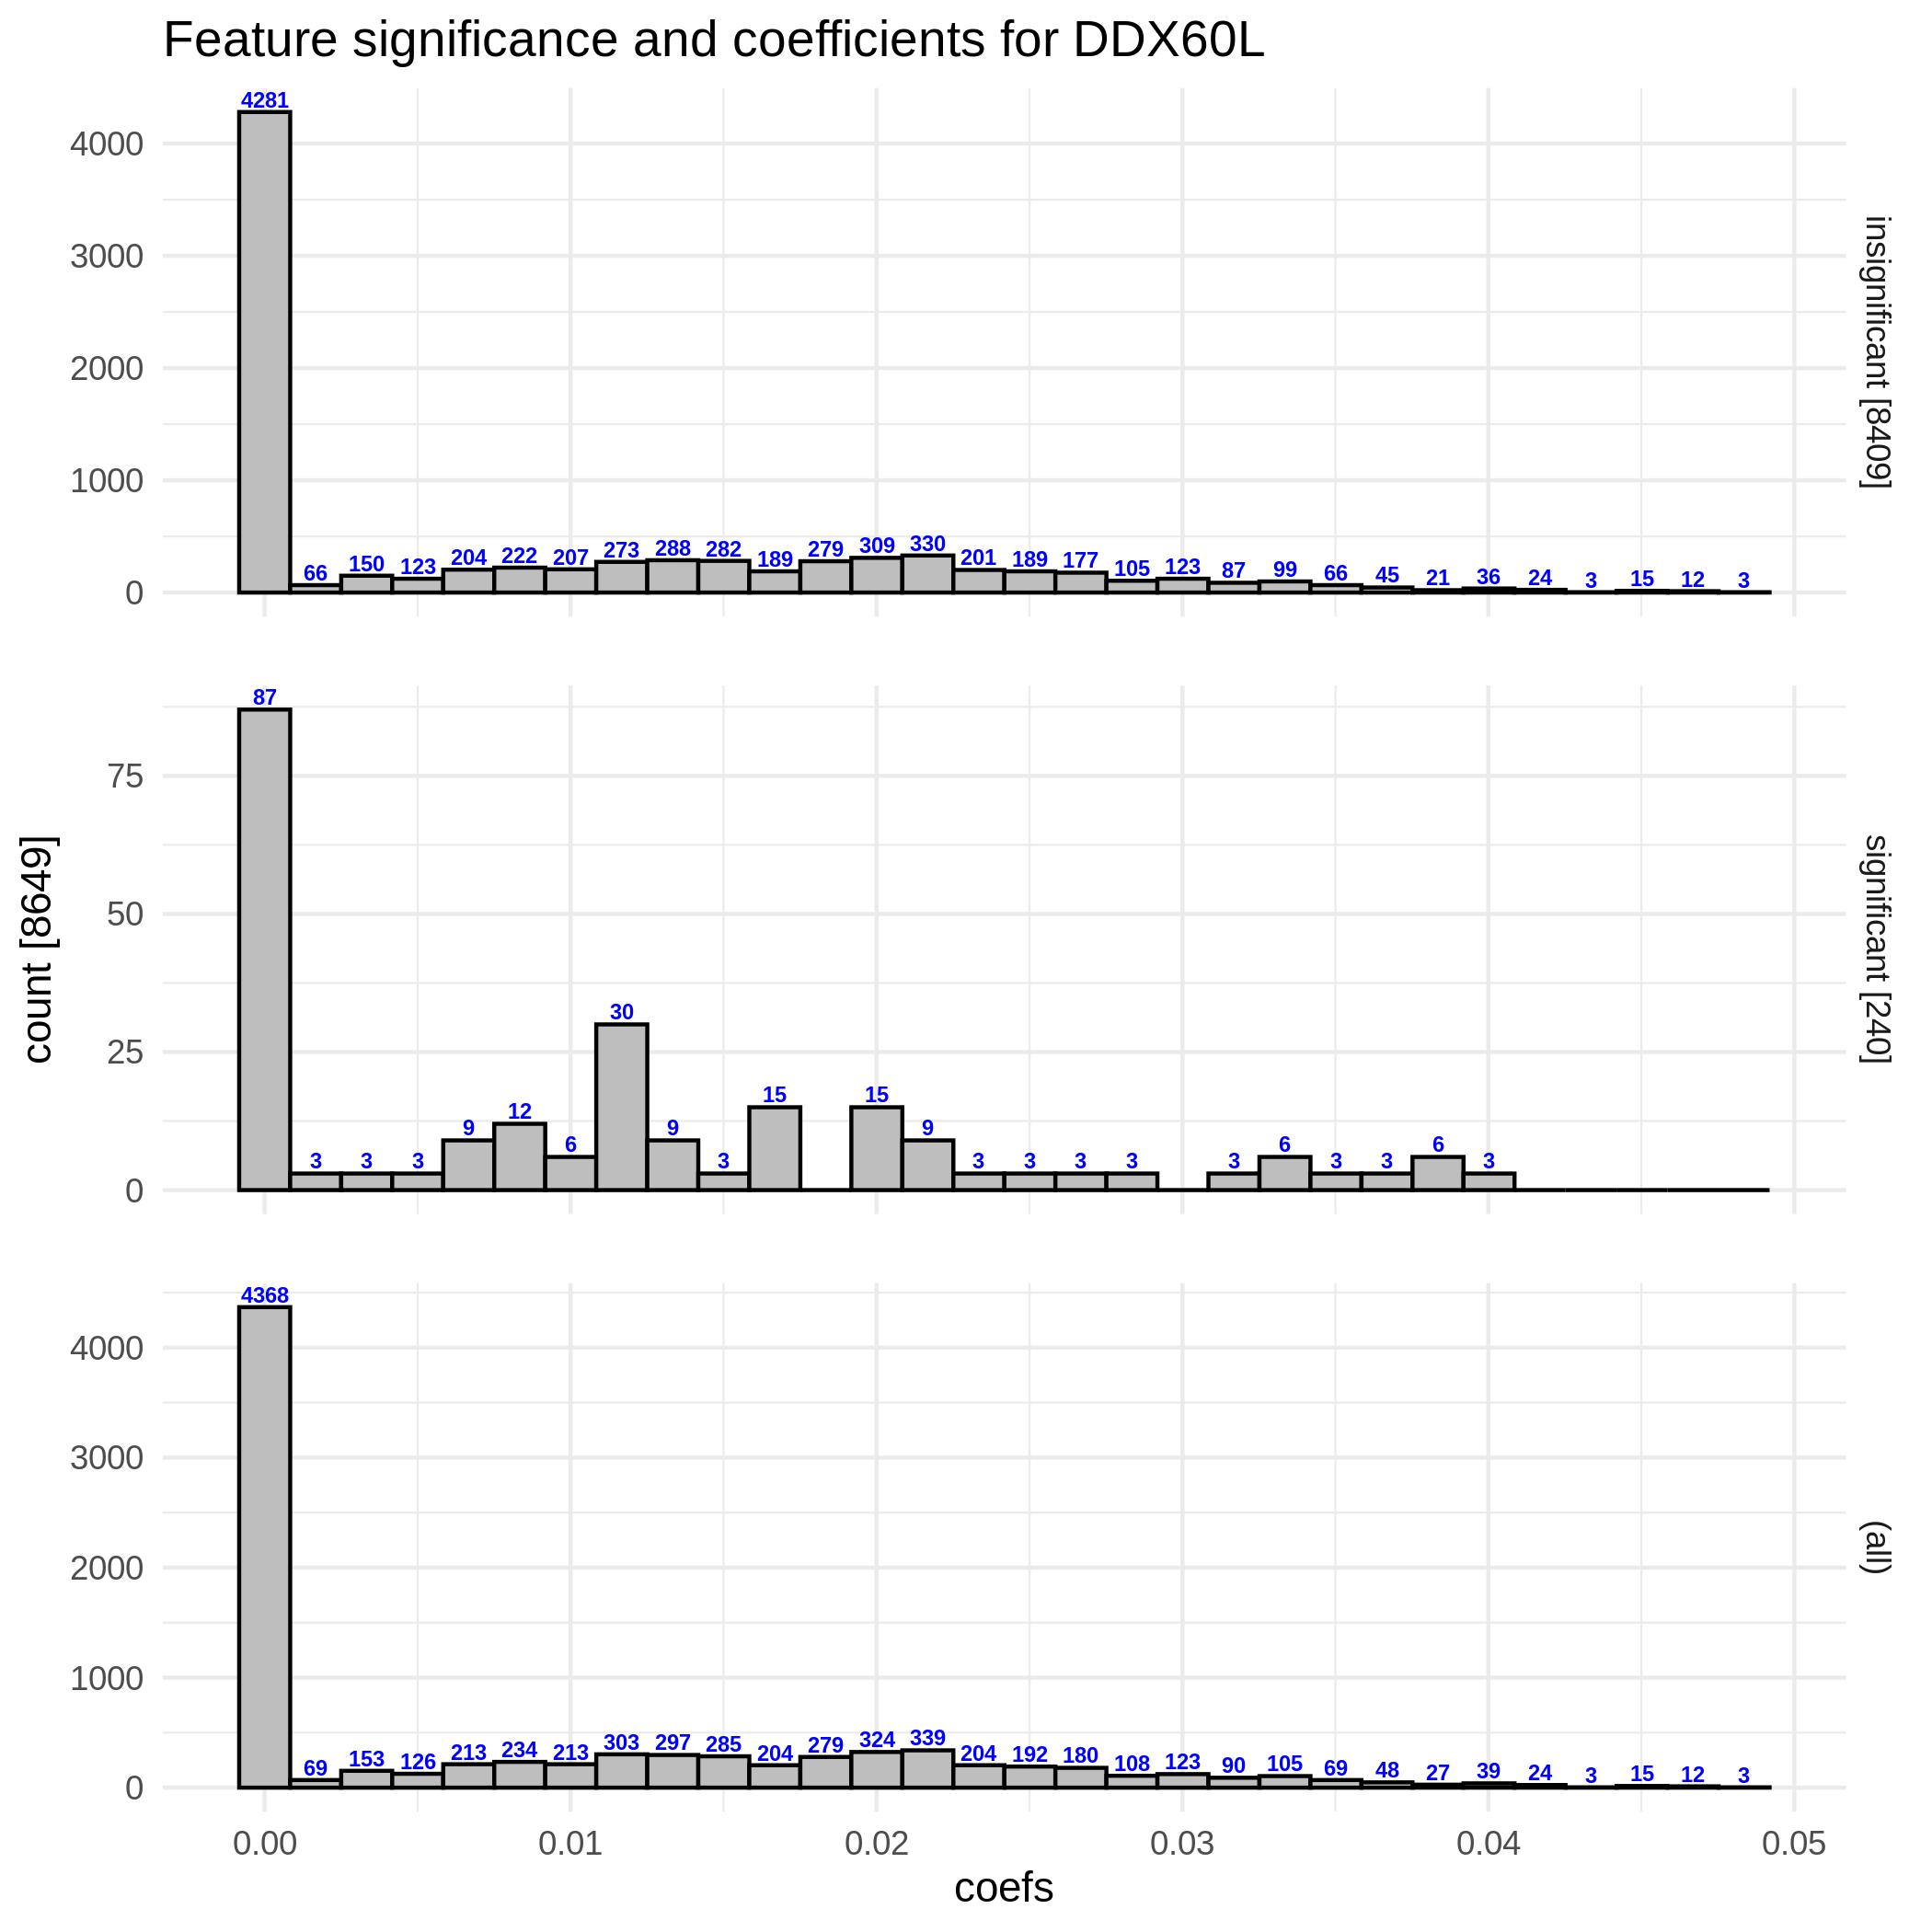 Feature significance and coefficients for DDX60L
4281
4000
3000
2000
1000
0
66 150 123 204 222 207 273 288 282 189 279 309 330 201 189 177 105 123 87 99 66 45 21 36 24 3 15 12 3
insignificant [8409]
87
75
50
25
0
3 3 3 9 12 6 30 9 3 15 15 9 3 3 3 3 3 6 3 3 6 3
significant [240]
count [8649]
4368
4000
3000
2000
1000
0
69 153 126 213 234 213 303 297 285 204 279 324 339 204 192 180 108 123 90 105 69 48 27 39 24 3 15 12 3
(all)
0.00 0.01 0.02 0.03 0.04 0.05
coefs